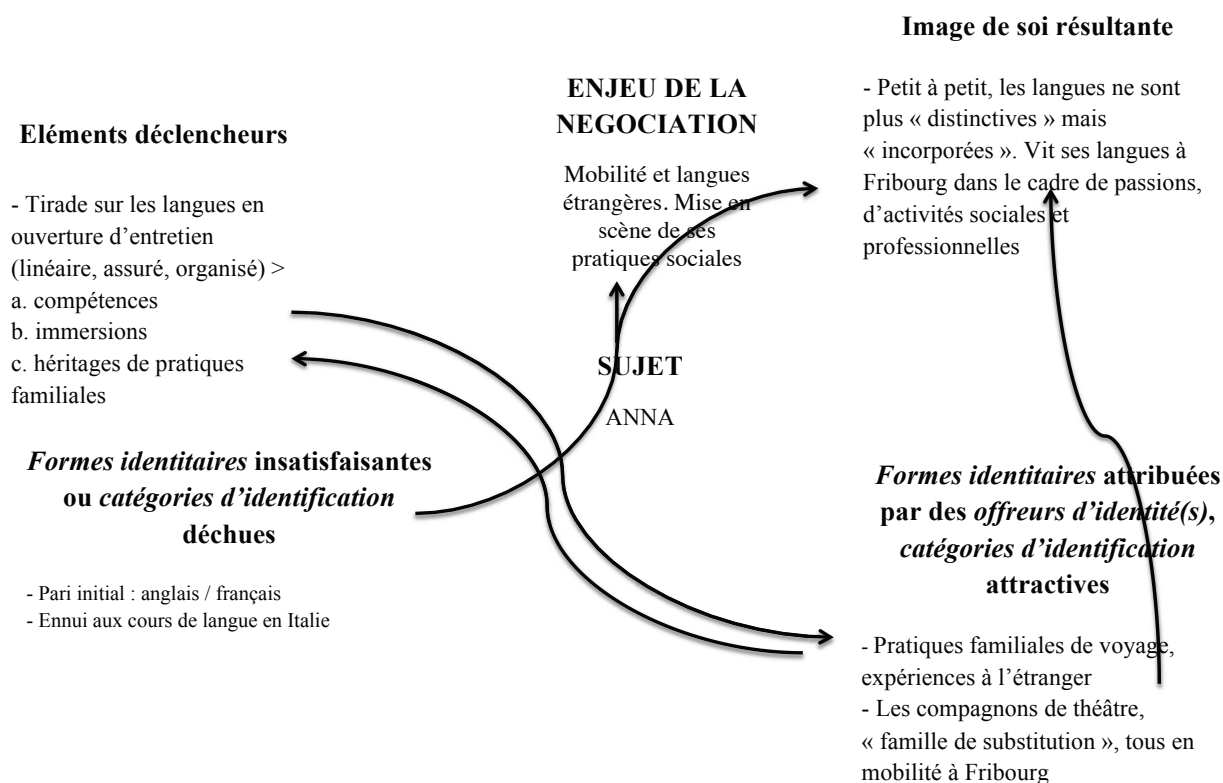 Image de soi résultante
- Petit à petit, les langues ne sont
plus « distinctives » mais
« incorporées ». Vit ses langues à
Fribourg dans le cadre de passions,
d’activités sociales et
professionnelles
ENJEU DE LA
NEGOCIATION
Mobilité et langues
étrangères. Mise en
scène de ses
pratiques sociales
Eléments déclencheurs
- Tirade sur les langues en
ouverture d’entretien
(linéaire, assuré, organisé) >
a. compétences
b. immersions
c. héritages de pratiques
familiales
SUJET
ANNA
Formes identitaires insatisfaisantes
ou catégories d’identification
déchues
- Pari initial : anglais / français
- Ennui aux cours de langue en Italie
Formes identitaires attribuées
par des offreurs d’identité(s),
catégories d’identification
attractives
- Pratiques familiales de voyage,
expériences à l’étranger
- Les compagnons de théâtre,
« famille de substitution », tous en
mobilité à Fribourg